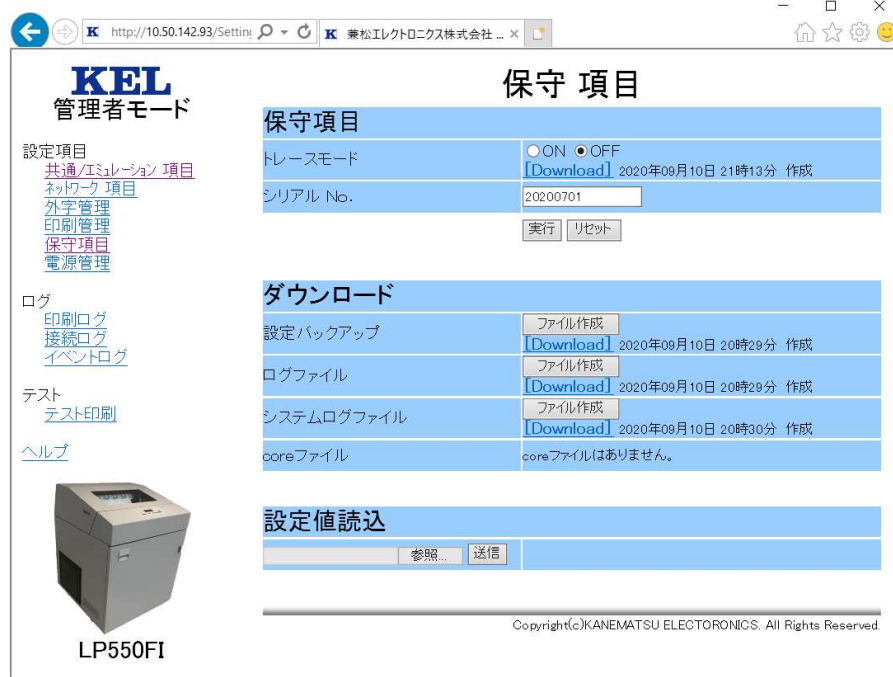 http://10.50.142.93/Settin
K 兼松エレクトロニクス株式会社 ...
KEL
管理者モード
設定項目
共通/エミュレーション 項目
ネットワーク 項目
外字管理
印刷管理
保守項目
電源管理
ログ
印刷ログ
接続ログ
イベントログ
テスト
テスト印刷
ヘルプ
LP550FI
保守 項目
保守項目
トレースモード
ON OFF
[Download] 2020年09月10日 21時13分 作成
シリアル No.
20200701
実行 リセット
ダウンロード
設定バックアップ
ファイル作成
[Download] 2020年09月10日 20時29分 作成
ログファイル
ファイル作成
[Download] 2020年09月10日 20時29分 作成
システムログファイル
ファイル作成
[Download] 2020年09月10日 20時30分 作成
coreファイル
coreファイルはありません。
設定値読込
参照... 送信
Copyright(c)KANEMATSU ELECTORONICS. All Rights Reserved.